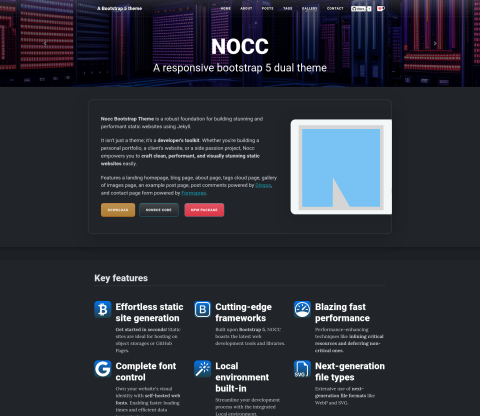 A Bootstrap 5 theme
HOME ABOUT POSTS TAGS GALLERY CONTACT
NOCC
A responsive bootstrap 5 dual theme
Nocc Bootstrap Theme is a robust foundation for building stunning and
performant static websites using Jekyll.
It isn't just a theme; it's a developer's toolkit. Whether you're building a
personal portfolio, a client's website, or a side passion project, Nocc
empowers you to craft clean, performant, and visually stunning static
websites easily.
Features a landing homepage, blog page, about page, tags cloud page, gallery
of images page, an example post page, post comments powered by Disqus,
and contact page form powered by Formspree.
DOWNLOAD SOURCE CODE NPM PACKAGE
Key features
Effortless static
site generation
Get started in seconds! Static
sites are ideal for hosting on
object storages or GitHub
Pages.
Cutting-edge
frameworks
Built upon Bootstrap 5, NOCC
boasts the latest web
development tools and libraries.
Blazing fast
performance
Performance-enhancing
techniques like inlining critical
resources and deferring non-
critical ones.
Complete font
control
Own your website's visual
identity with self-hosted web
fonts. Enabling faster loading
times and efficient data
Local
environment
built-in
Streamline your development
process with the integrated
Local environment,
Next-generation
file types
Extensive use of next-
generation file formats like
WebP and SVG.
SVG